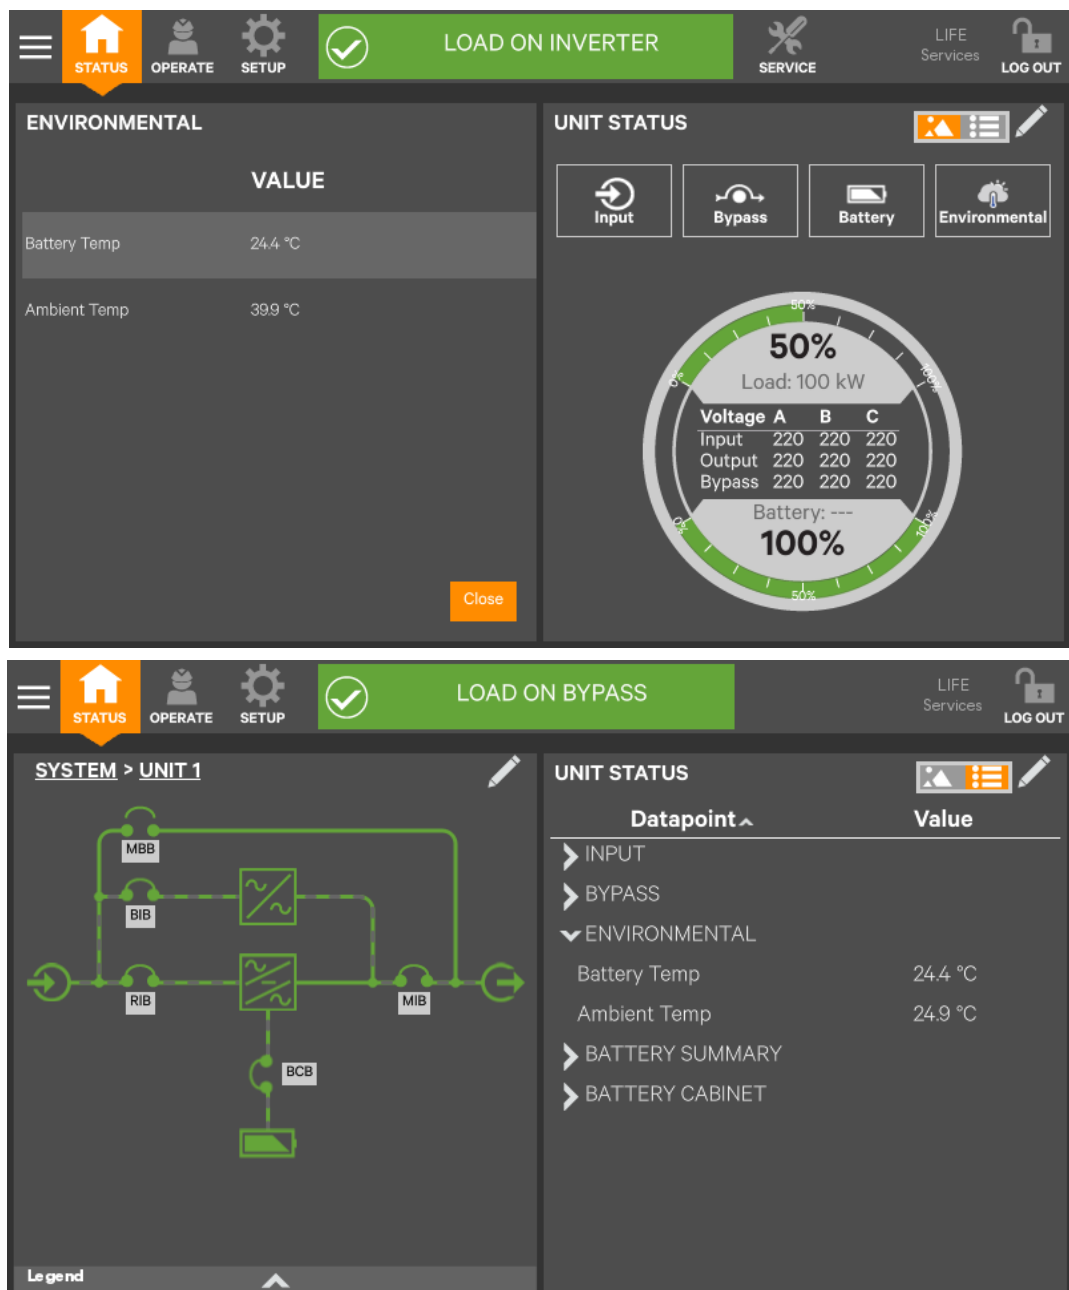 STATUS OPERATE SETUP LOAD ON INVERTER SERVICE LIFE Services LOG OUT
ENVIRONMENTAL
VALUE
Battery Temp 24.4 °C
Ambient Temp 39.9 °C
Close
UNIT STATUS
Input Bypass Battery Environmental
50%
0%
100%
50%
Load: 100 kW
Voltage A B C
Input 220 220 220
Output 220 220 220
Bypass 220 220 220
Battery: ---
100%
0%
100%
50%
STATUS OPERATE SETUP LOAD ON BYPASS LIFE Services LOG OUT
SYSTEM > UNIT 1
MBB
BIB
RIB
MIB
BCB
Legend
UNIT STATUS
Datapoint Value
INPUT
BYPASS
ENVIRONMENTAL
Battery Temp 24.4 °C
Ambient Temp 24.9 °C
BATTERY SUMMARY
BATTERY CABINET